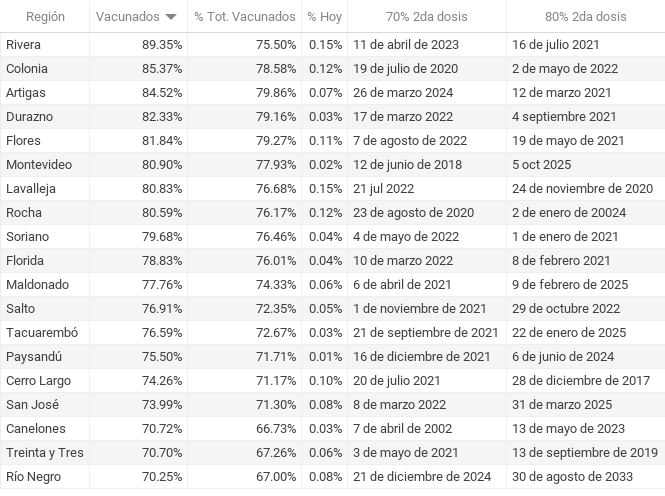 Región Vacunados % Tot. Vacunados % Hoy 70% 2da dosis 80% 2da dosis
Rivera 89.35% 75.50% 0.15% 11 de abril de 2023 16 de julio 2021
Colonia 85.37% 78.58% 0.12% 19 de julio de 2020 2 de mayo de 2022
Artigas 84.52% 79.86% 0.07% 26 de marzo 2024 12 de marzo 2021
Durazno 82.33% 79.16% 0.03% 17 de marzo 2022 4 septiembre 2021
Flores 81.84% 79.27% 0.11% 7 de agosto de 2022 19 de mayo de 2021
Montevideo 80.90% 77.93% 0.02% 12 de junio de 2018 5 oct 2025
Lavalleja 80.83% 76.68% 0.15% 21 jul 2022 24 de noviembre de 2020
Rocha 80.59% 76.17% 0.12% 23 de agosto de 2020 2 de enero de 20024
Soriano 79.68% 76.46% 0.04% 4 de mayo de 2022 1 de enero de 2021
Florida 78.83% 76.01% 0.04% 10 de marzo 2022 8 de febrero 2021
Maldonado 77.76% 74.33% 0.06% 6 de abril de 2021 9 de febrero de 2025
Salto 76.91% 72.35% 0.05% 1 de noviembre de 2021 29 de octubre 2022
Tacuarembó 76.59% 72.67% 0.03% 21 de septiembre de 2021 22 de enero de 2025
Paysandú 75.50% 71.71% 0.01% 16 de diciembre de 2021 6 de junio de 2024
Cerro Largo 74.26% 71.17% 0.10% 20 de julio 2021 28 de diciembre de 2017
San José 73.99% 71.30% 0.08% 8 de marzo 2022 31 de marzo 2025
Canelones 70.72% 66.73% 0.03% 7 de abril de 2002 13 de mayo de 2023
Treinta y Tres 70.70% 67.26% 0.06% 3 de mayo de 2021 13 de septiembre de 2019
Río Negro 70.25% 67.00% 0.08% 21 de diciembre de 2024 30 de agosto de 2033